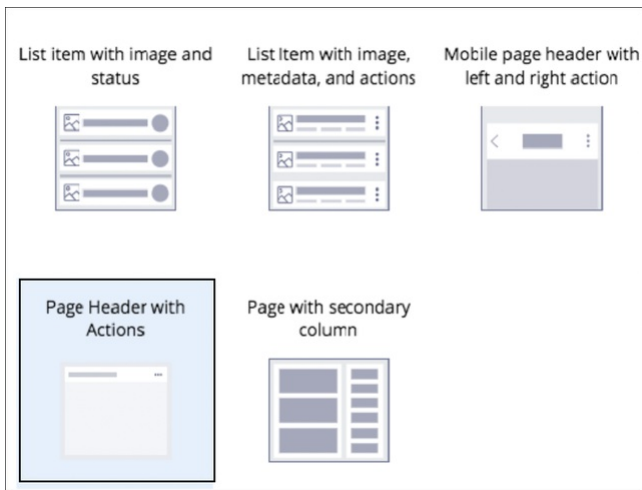 List item with image and
status
List Item with image,
metadata, and actions
Mobile page header with
left and right action
Page Header with
Actions
Page with secondary
column